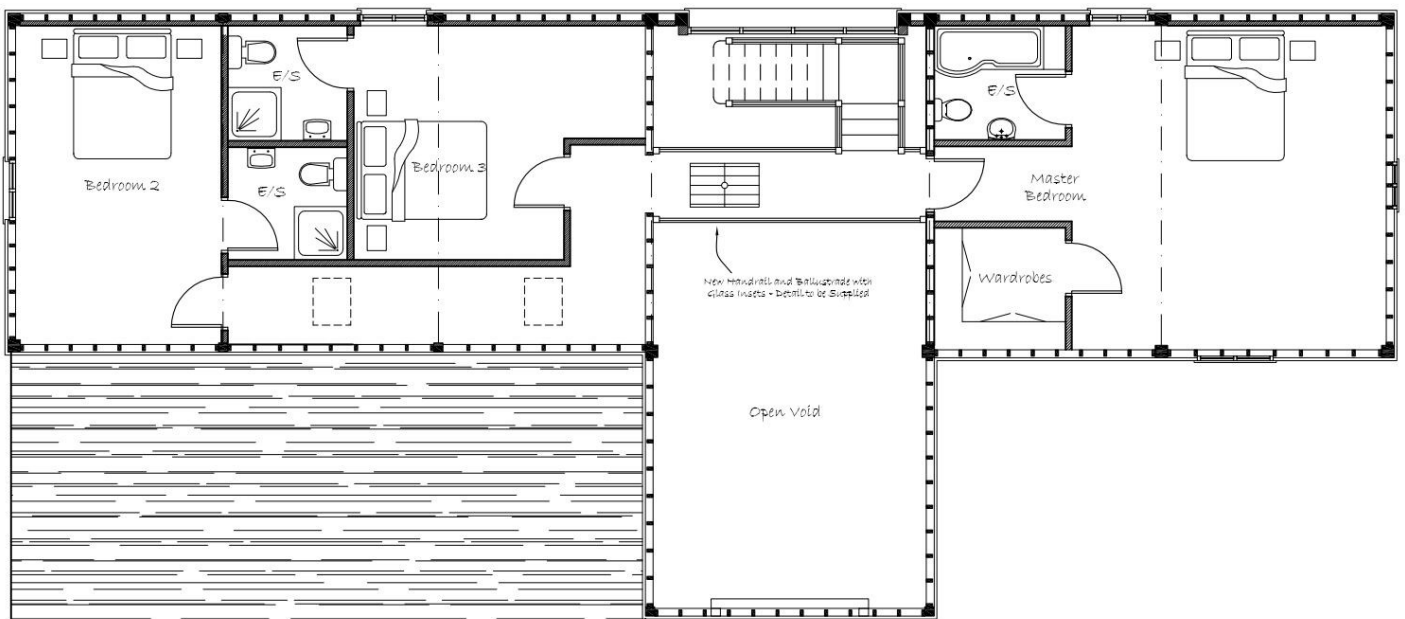 E/S
E/S
Bedroom 3
Bedroom 2
E/S
Master
Bedroom
Wardrobes
New Handrail and Ballustrade with
Glass Insets - Detail to be Supplied
Open Void